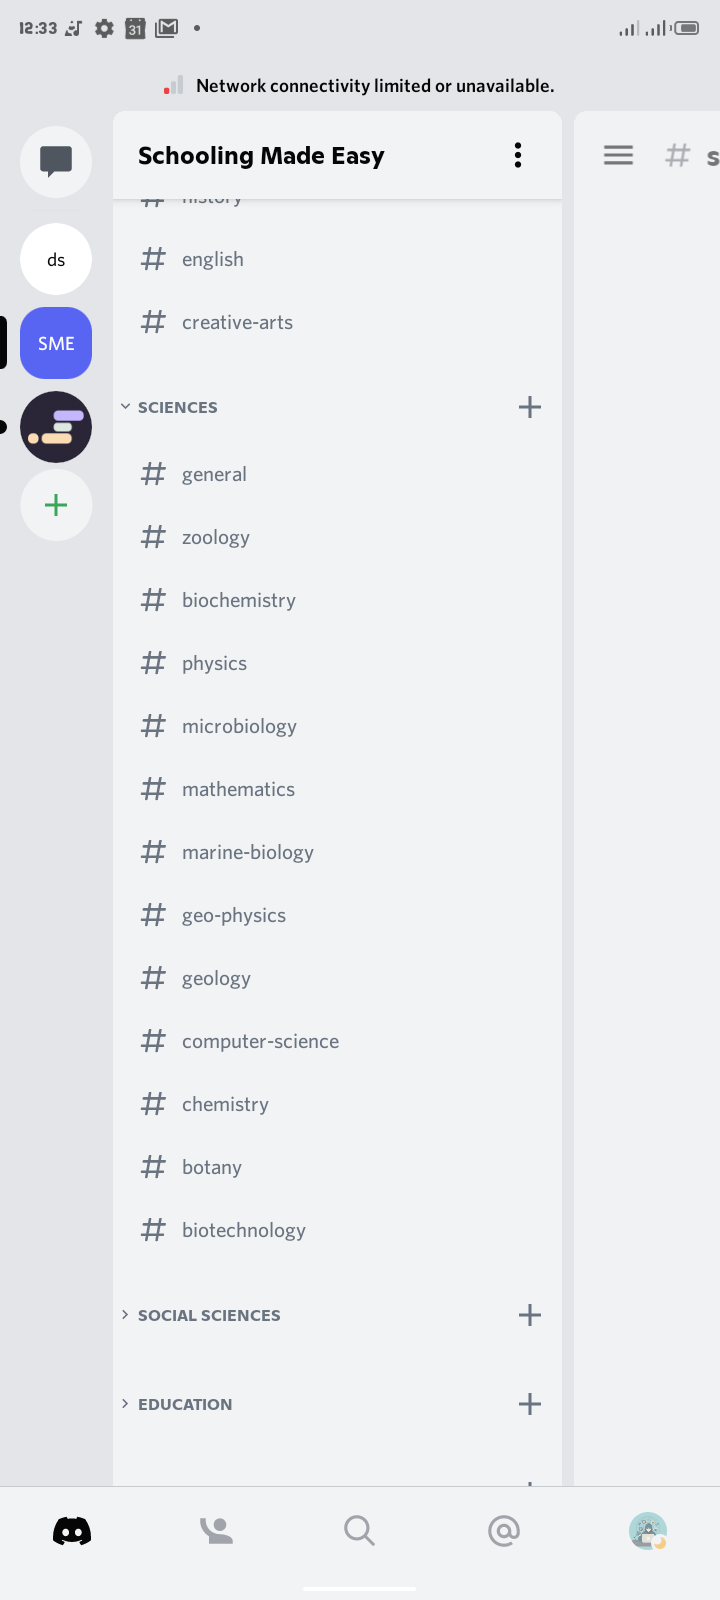 12:33
31
Network connectivity limited or unavailable.
Schooling Made Easy
# s
ds
SME
# history
# english
# creative-arts
SCIENCES
# general
# zoology
# biochemistry
# physics
# microbiology
# mathematics
# marine-biology
# geo-physics
# geology
# computer-science
# chemistry
# botany
# biotechnology
SOCIAL SCIENCES
EDUCATION